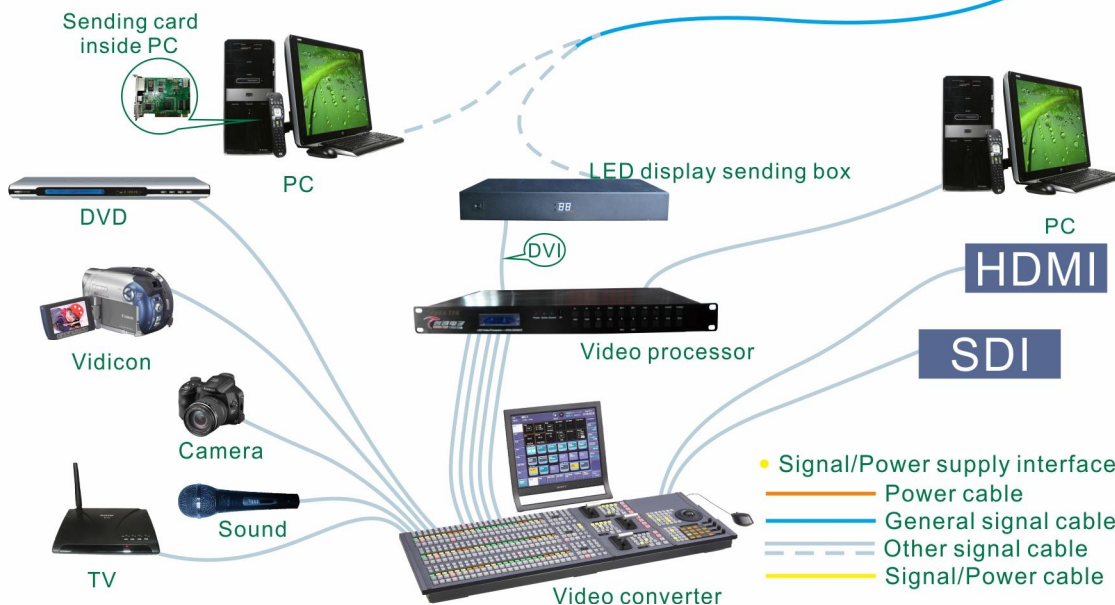 Sending card
inside PC
PC
DVD
LED display sending box
DVI
PC
HDMI
Vidicon
Video processor
SDI
Camera
Sound
TV
Video converter
Signal/Power supply interface
Power cable
General signal cable
Other signal cable
Signal/Power cable